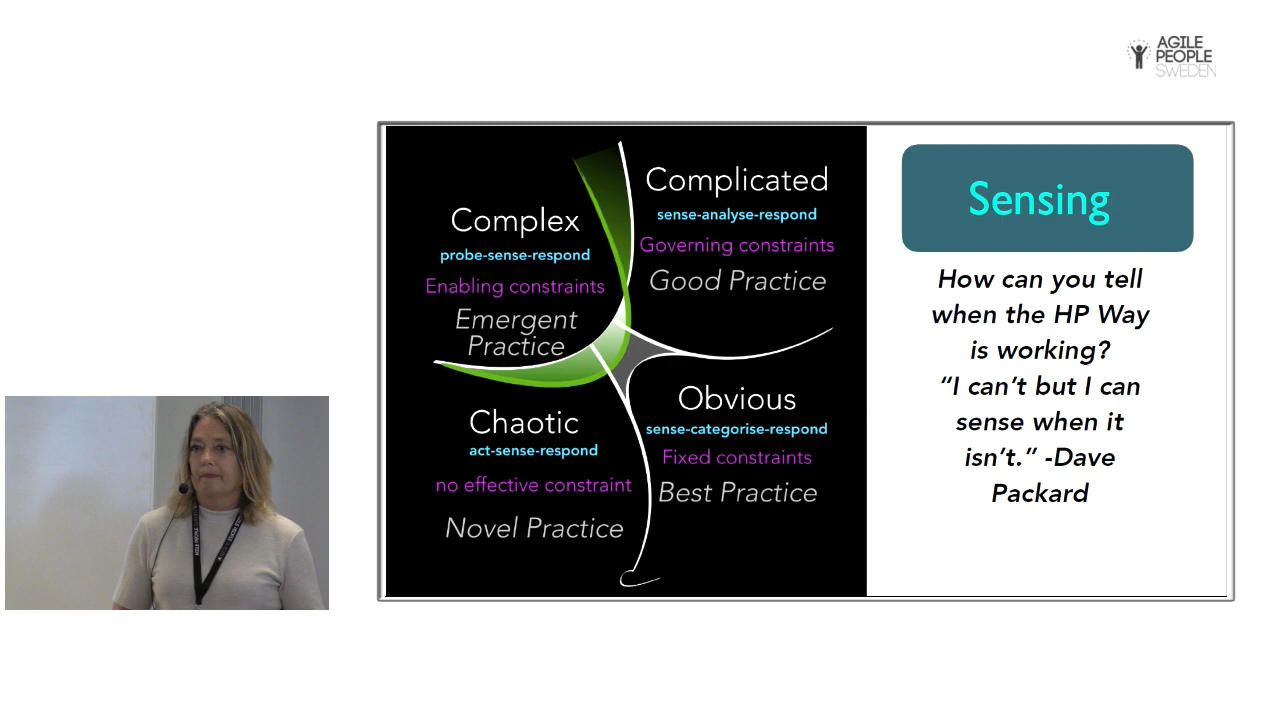 AGILE
PEOPLE
SWEDEN
Complex
probe-sense-respond
Enabling constraints
Emergent
Practice
Complicated
sense-analyse-respond
Governing constraints
Good Practice
Chaotic
act-sense-respond
no effective constraint
Novel Practice
Obvious
sense-categorise-respond
Fixed constraints
Best Practice
Sensing
How can you tell
when the HP Way
is working?
“I can’t but I can
sense when it
isn’t.” -Dave
Packard